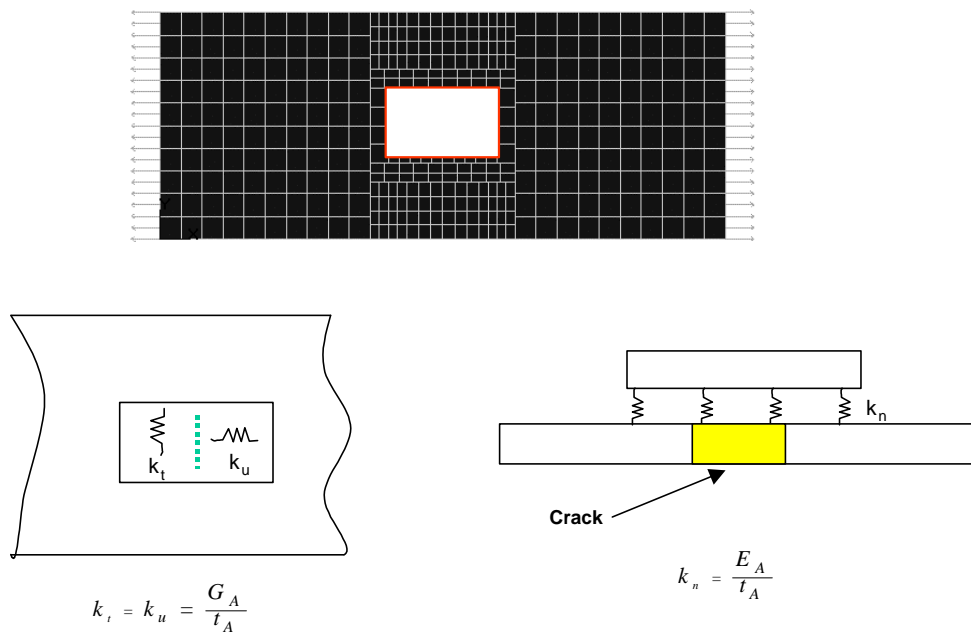 Y
X
k_t
k_u
k_n
Crack
k_t = k_u = G_A / t_A
k_n = E_A / t_A